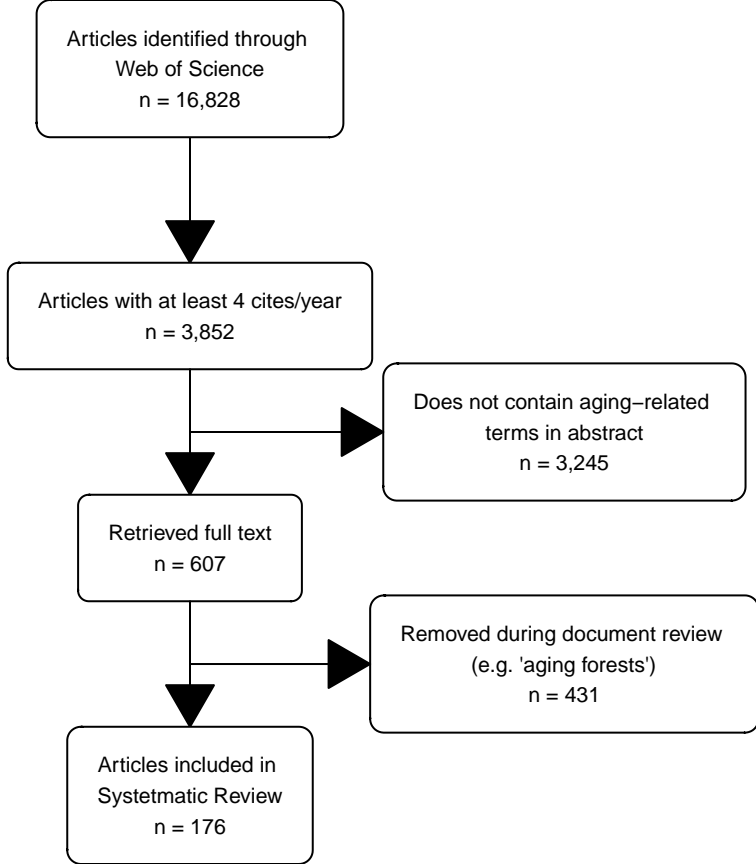 Articles identified through
Web of Science
n = 16,828
Articles with at least 4 cites/year
n = 3,852
Does not contain aging−related
terms in abstract
n = 3,245
Retrieved full text
n = 607
Removed during document review
(e.g. 'aging forests')
n = 431
Articles included in
Systetmatic Review
n = 176